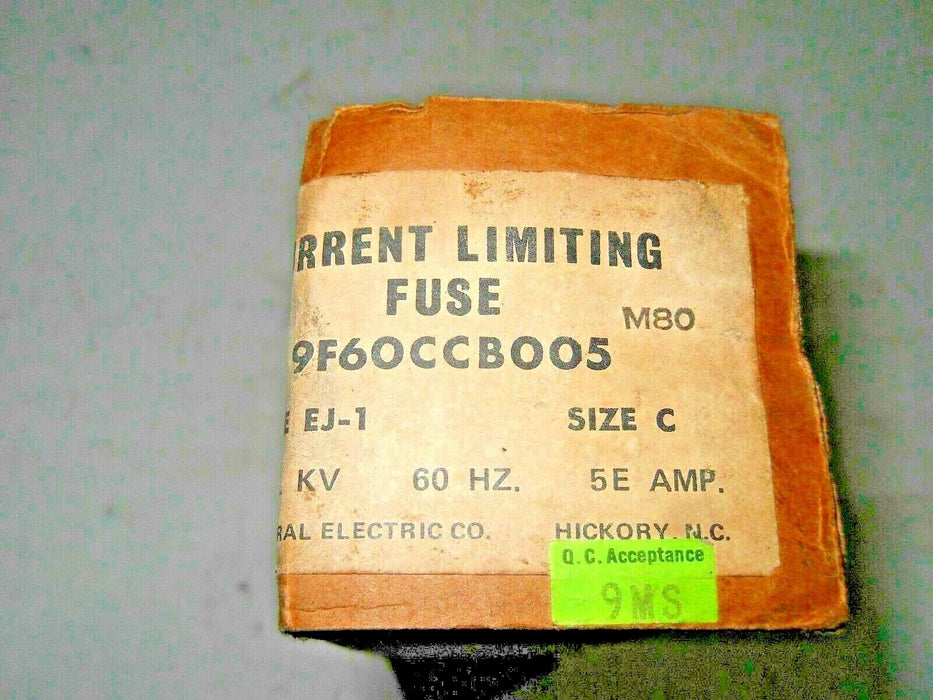 RRENT LIMITING
FUSE
M80
9F60CCB005
E EJ-1 SIZE C
KV 60 HZ. 5E AMP.
RAL ELECTRIC CO. HICKORY, N.C.
Q.C. Acceptance
9MS